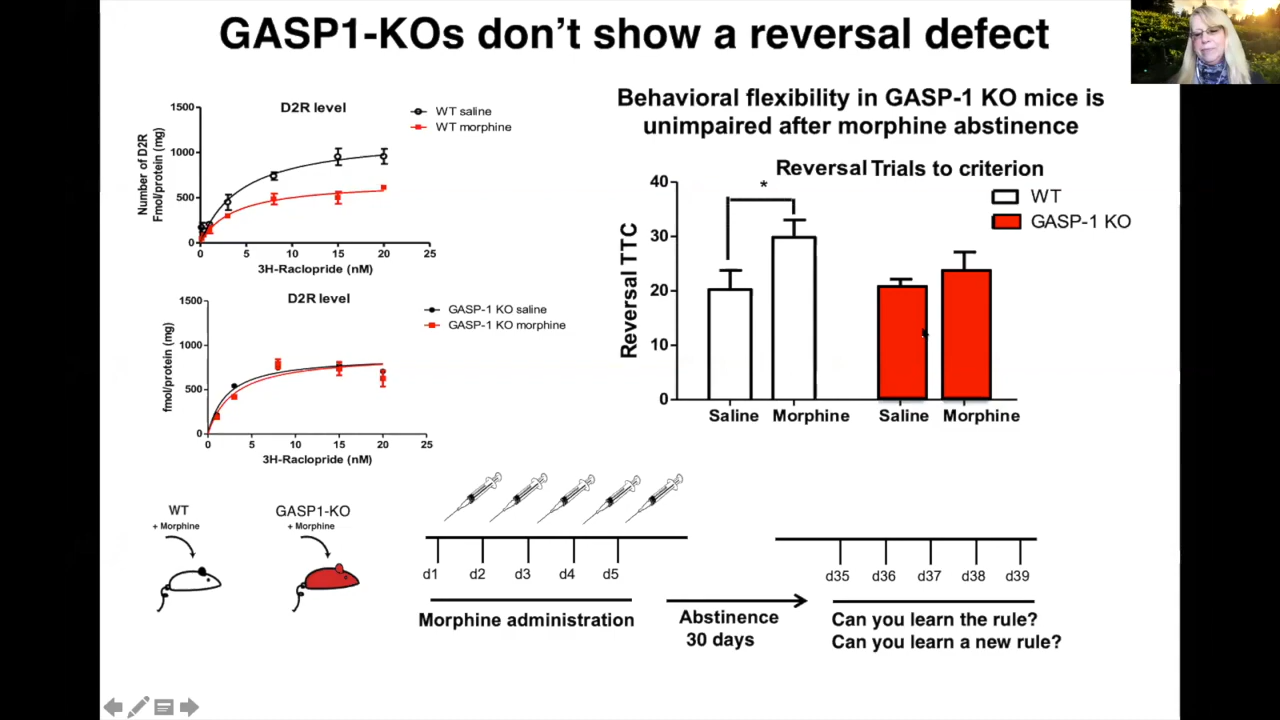 GASP1-KOs don't show a reversal defect
D2R level
1500
1000
500
0
Number of D2R
Fmol/protein (mg)
0 5 10 15 20 25
3H-Raclopride (nM)
WT saline
WT morphine
D2R level
1500
1000
500
0
fmol/protein (mg)
0 5 10 15 20 25
3H-Raclopride (nM)
GASP-1 KO saline
GASP-1 KO morphine
Behavioral flexibility in GASP-1 KO mice is
unimpaired after morphine abstinence
Reversal Trials to criterion
40
30
20
10
0
Reversal TTC
*
WT
GASP-1 KO
Saline Morphine Saline Morphine
WT
+ Morphine
GASP1-KO
+ Morphine
d1 d2 d3 d4 d5
Morphine administration
Abstinence
30 days
d35 d36 d37 d38 d39
Can you learn the rule?
Can you learn a new rule?